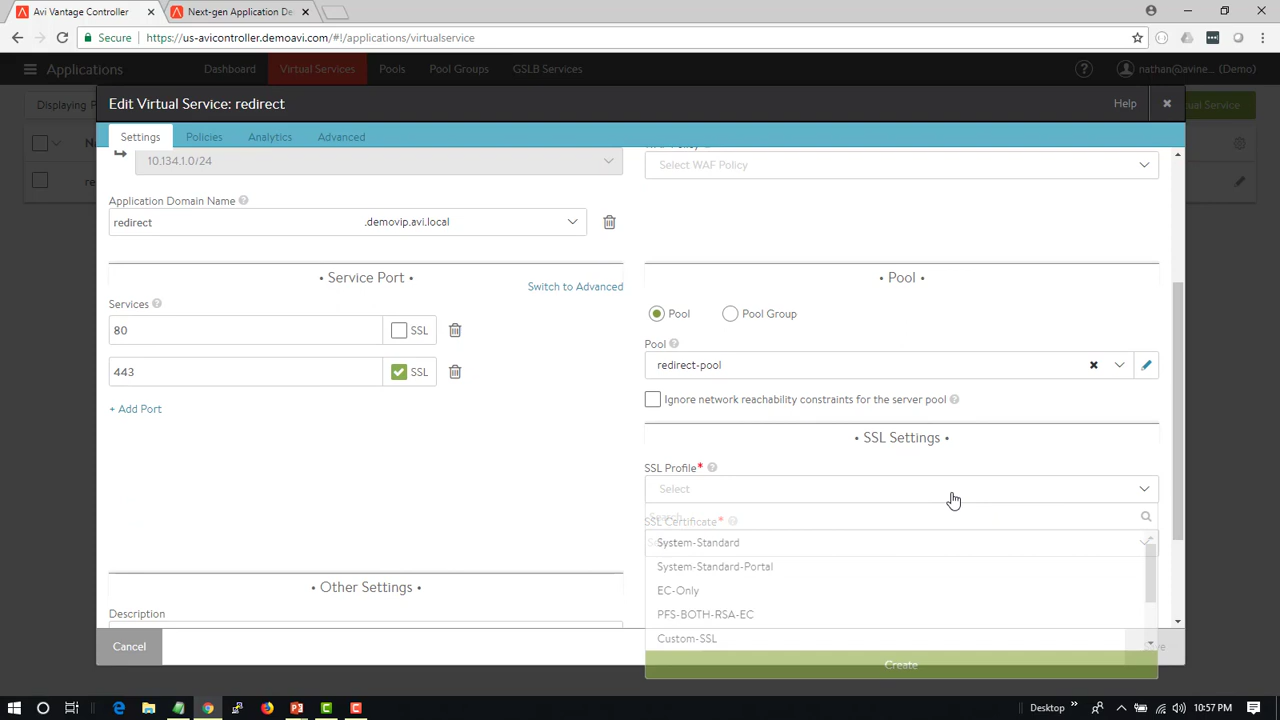 Avi Vantage Controller
Next-gen Application De
Secure
https://us-avicontroller.demoavi.com/#!/applications/virtualservice
Applications
Dashboard
Virtual Services
Pools
Pool Groups
GSLB Services
nathan@avine... (Demo)
Edit Virtual Service: redirect
Help
Settings
Policies
Analytics
Advanced
10.134.1.0/24
Select WAF Policy
Application Domain Name
redirect
.demovip.avi.local
• Service Port •
Switch to Advanced
Services
80
SSL
443
SSL
+ Add Port
• Pool •
Pool
Pool Group
Pool
redirect-pool
Ignore network reachability constraints for the server pool
• SSL Settings •
SSL Profile*
Select
Search
SSL Certificate*
System-Standard
System-Standard-Portal
EC-Only
PFS-BOTH-RSA-EC
Custom-SSL
Create
• Other Settings •
Description
Cancel
Desktop
10:57 PM